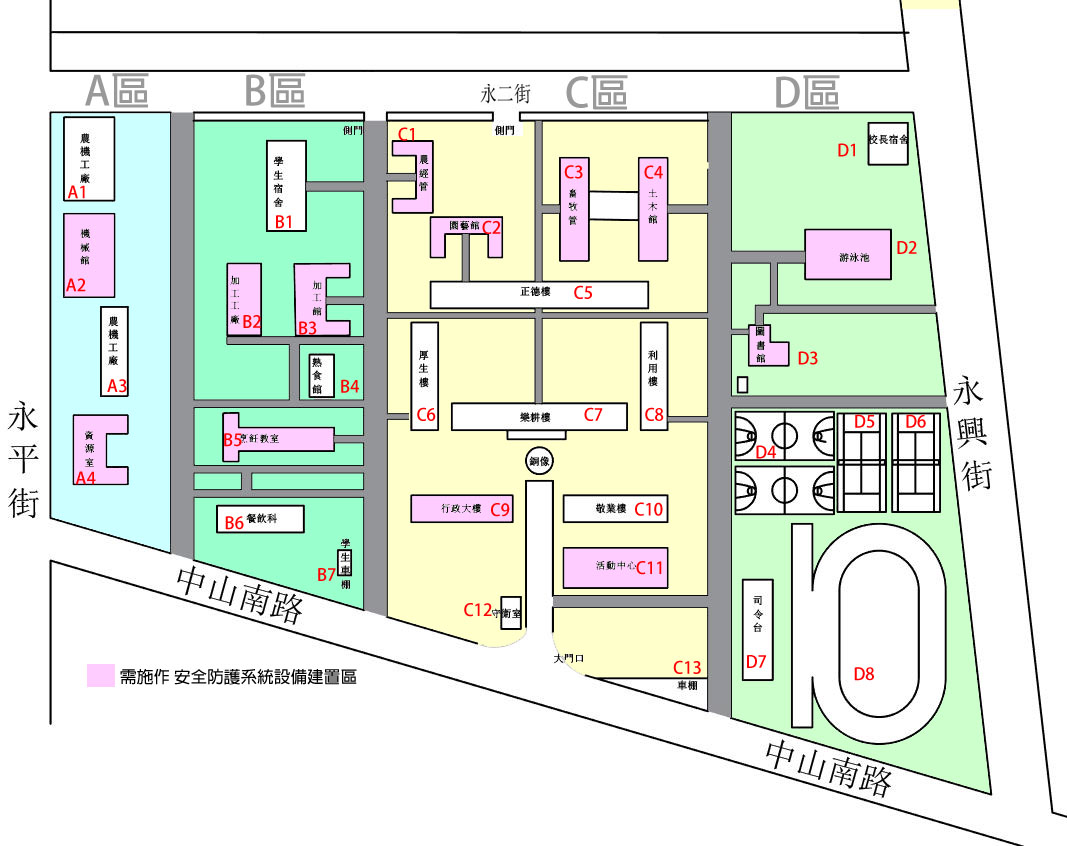 A區
B區
永二街
C區
D區
側門
側門
農機工廠
A1
機械館
A2
農機工廠
A3
資源室
A4
學生宿舍
B1
加工工廠
B2
加工館
B3
熟食館
B4
B5
烹飪教室
B6
餐飲科
學生車棚
B7
C1
農經管
園藝館
C2
C3
畜牧管
C4
土木館
正德樓
C5
厚生樓
C6
樂耕樓
C7
利用樓
C8
銅像
行政大樓
C9
敬業樓
C10
活動中心
C11
C12
守衛室
大門口
C13
車棚
D1
校長宿舍
游泳池
D2
圖書館
D3
D4
D5
D6
司令台
D7
D8
永平街
永興街
中山南路
中山南路
需施作 安全防護系統設備建置區